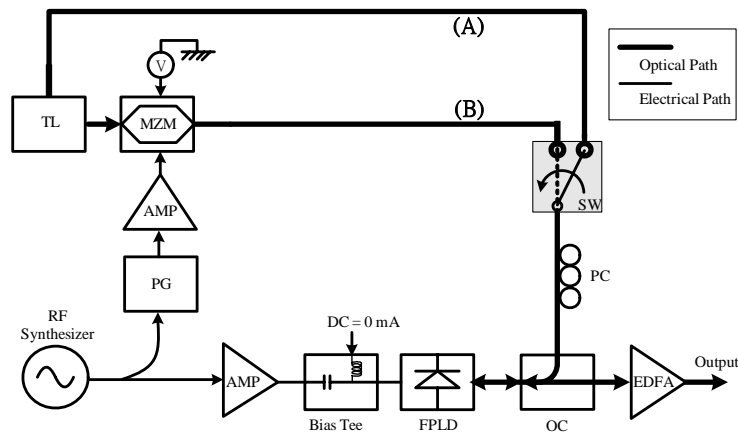 (A)
Optical Path
Electrical Path
V
TL
MZM
(B)
SW
AMP
PG
PC
RF
Synthesizer
DC = 0 mA
AMP
EDFA
Output
Bias Tee
FPLD
OC